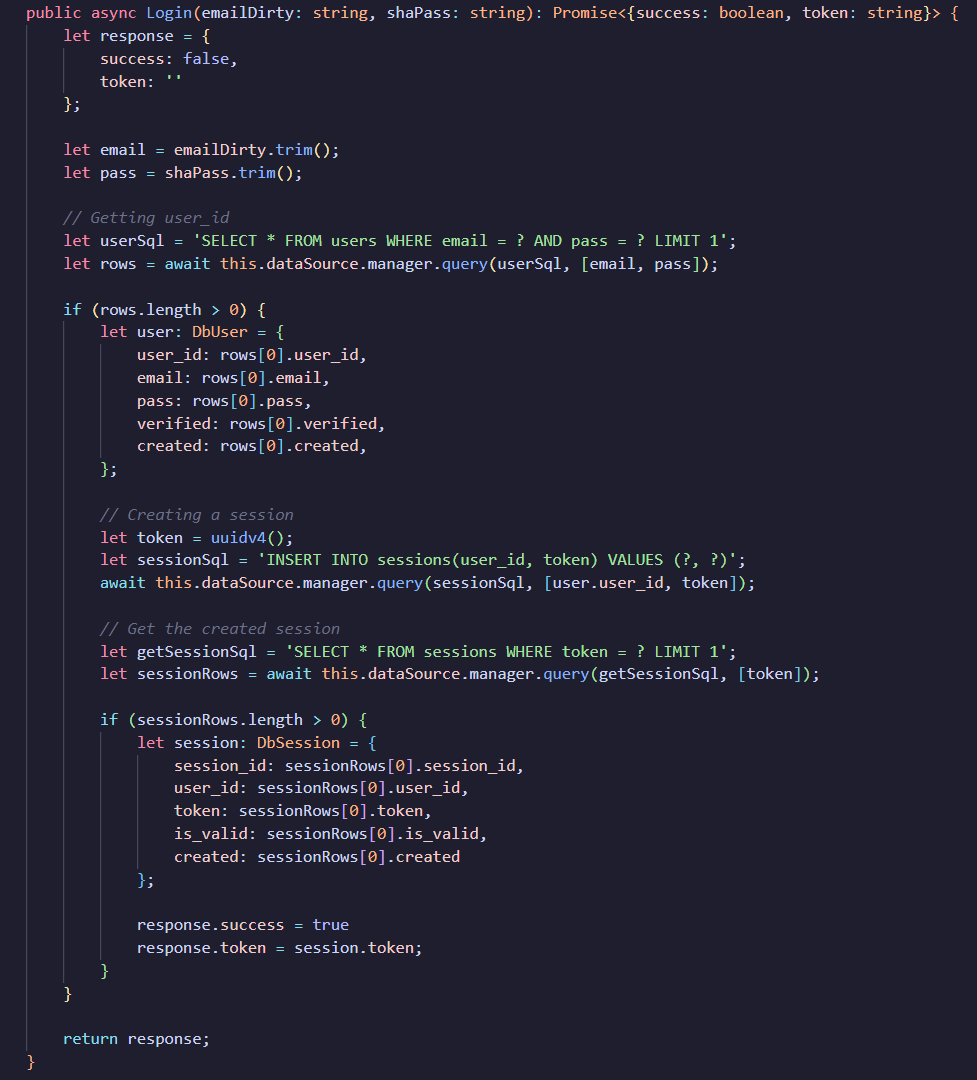 public async Login(emailDirty: string, shaPass: string): Promise<{success: boolean, token: string}> {
    let response = {
        success: false,
        token: ''
    };

    let email = emailDirty.trim();
    let pass = shaPass.trim();

    // Getting user_id
    let userSql = 'SELECT * FROM users WHERE email = ? AND pass = ? LIMIT 1';
    let rows = await this.dataSource.manager.query(userSql, [email, pass]);

    if (rows.length > 0) {
        let user: DbUser = {
            user_id: rows[0].user_id,
            email: rows[0].email,
            pass: rows[0].pass,
            verified: rows[0].verified,
            created: rows[0].created,
        };

        // Creating a session
        let token = uuidv4();
        let sessionSql = 'INSERT INTO sessions(user_id, token) VALUES (?, ?)';
        await this.dataSource.manager.query(sessionSql, [user.user_id, token]);

        // Get the created session
        let getSessionSql = 'SELECT * FROM sessions WHERE token = ? LIMIT 1';
        let sessionRows = await this.dataSource.manager.query(getSessionSql, [token]);

        if (sessionRows.length > 0) {
            let session: DbSession = {
                session_id: sessionRows[0].session_id,
                user_id: sessionRows[0].user_id,
                token: sessionRows[0].token,
                is_valid: sessionRows[0].is_valid,
                created: sessionRows[0].created
            };

            response.success = true
            response.token = session.token;
        }
    }

    return response;
}